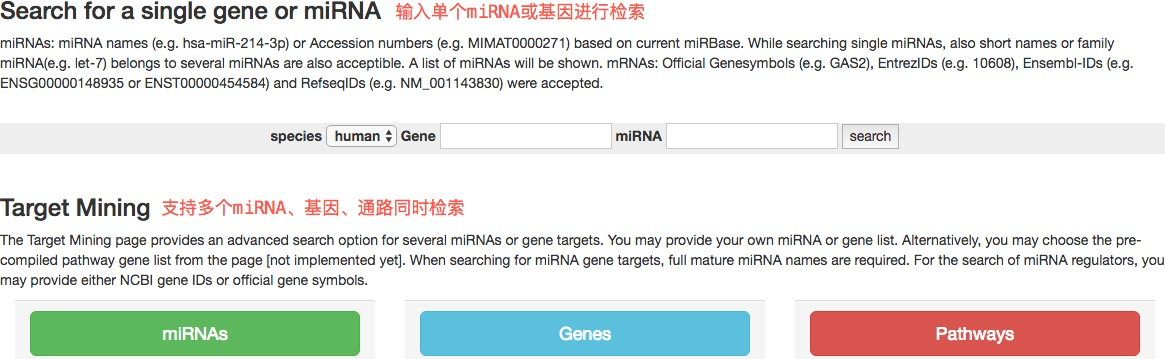 Search for a single gene or miRNA 输入单个miRNA或基因进行检索
miRNAs: miRNA names (e.g. hsa-miR-214-3p) or Accession numbers (e.g. MIMAT0000271) based on current miRBase. While searching single miRNAs, also short names or family
miRNA(e.g. let-7) belongs to several miRNAs are also acceptible. A list of miRNAs will be shown. mRNAs: Official Genesymbols (e.g. GAS2), EntrezIDs (e.g. 10608), Ensembl-IDs (e.g.
ENSG00000148935 or ENST00000454584) and RefseqIDs (e.g. NM_001143830) were accepted.
species human Gene miRNA search
Target Mining 支持多个miRNA、基因、通路同时检索
The Target Mining page provides an advanced search option for several miRNAs or gene targets. You may provide your own miRNA or gene list. Alternatively, you may choose the pre-
compiled pathway gene list from the page [not implemented yet]. When searching for miRNA gene targets, full mature miRNA names are required. For the search of miRNA regulators, you
may provide either NCBI gene IDs or official gene symbols.
miRNAs Genes Pathways